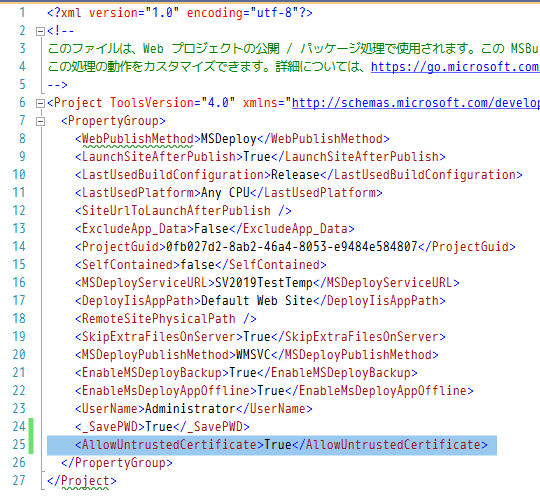 1 <?xml version="1.0" encoding="utf-8"?>
2 <!--
3 このファイルは、Web プロジェクトの公開 / パッケージ処理で使用されます。この MSBu
4 この処理の動作をカスタマイズできます。詳細については、https://go.microsoft.com
5 -->
6 <Project ToolsVersion="4.0" xmlns="http://schemas.microsoft.com/develop
7 <PropertyGroup>
8 <WebPublishMethod>MSDeploy</WebPublishMethod>
9 <LaunchSiteAfterPublish>True</LaunchSiteAfterPublish>
10 <LastUsedBuildConfiguration>Release</LastUsedBuildConfiguration>
11 <LastUsedPlatform>Any CPU</LastUsedPlatform>
12 <SiteUrlToLaunchAfterPublish />
13 <ExcludeApp_Data>False</ExcludeApp_Data>
14 <ProjectGuid>0fb027d2-8ab2-46a4-8053-e9484e584807</ProjectGuid>
15 <SelfContained>false</SelfContained>
16 <MSDeployServiceURL>SV2019TestTemp</MSDeployServiceURL>
17 <DeployIisAppPath>Default Web Site</DeployIisAppPath>
18 <RemoteSitePhysicalPath />
19 <SkipExtraFilesOnServer>True</SkipExtraFilesOnServer>
20 <MSDeployPublishMethod>WMSVC</MSDeployPublishMethod>
21 <EnableMSDeployBackup>True</EnableMSDeployBackup>
22 <EnableMsDeployAppOffline>True</EnableMsDeployAppOffline>
23 <UserName>Administrator</UserName>
24 <_SavePWD>True</_SavePWD>
25 <AllowUntrustedCertificate>True</AllowUntrustedCertificate>
26 </PropertyGroup>
27 </Project>